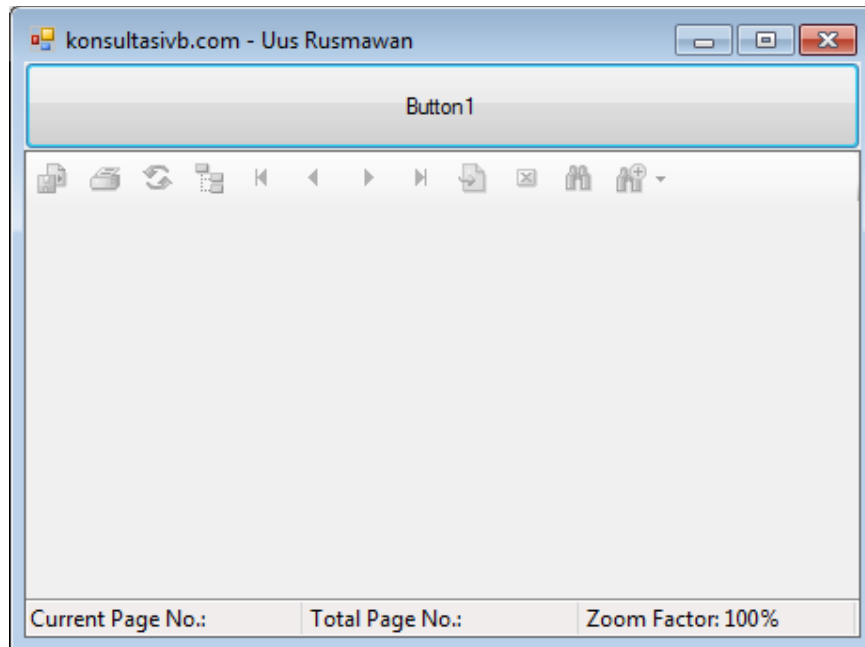 konsultasivb.com - Uus Rusmawan
Button1
Current Page No.: Total Page No.: Zoom Factor: 100%